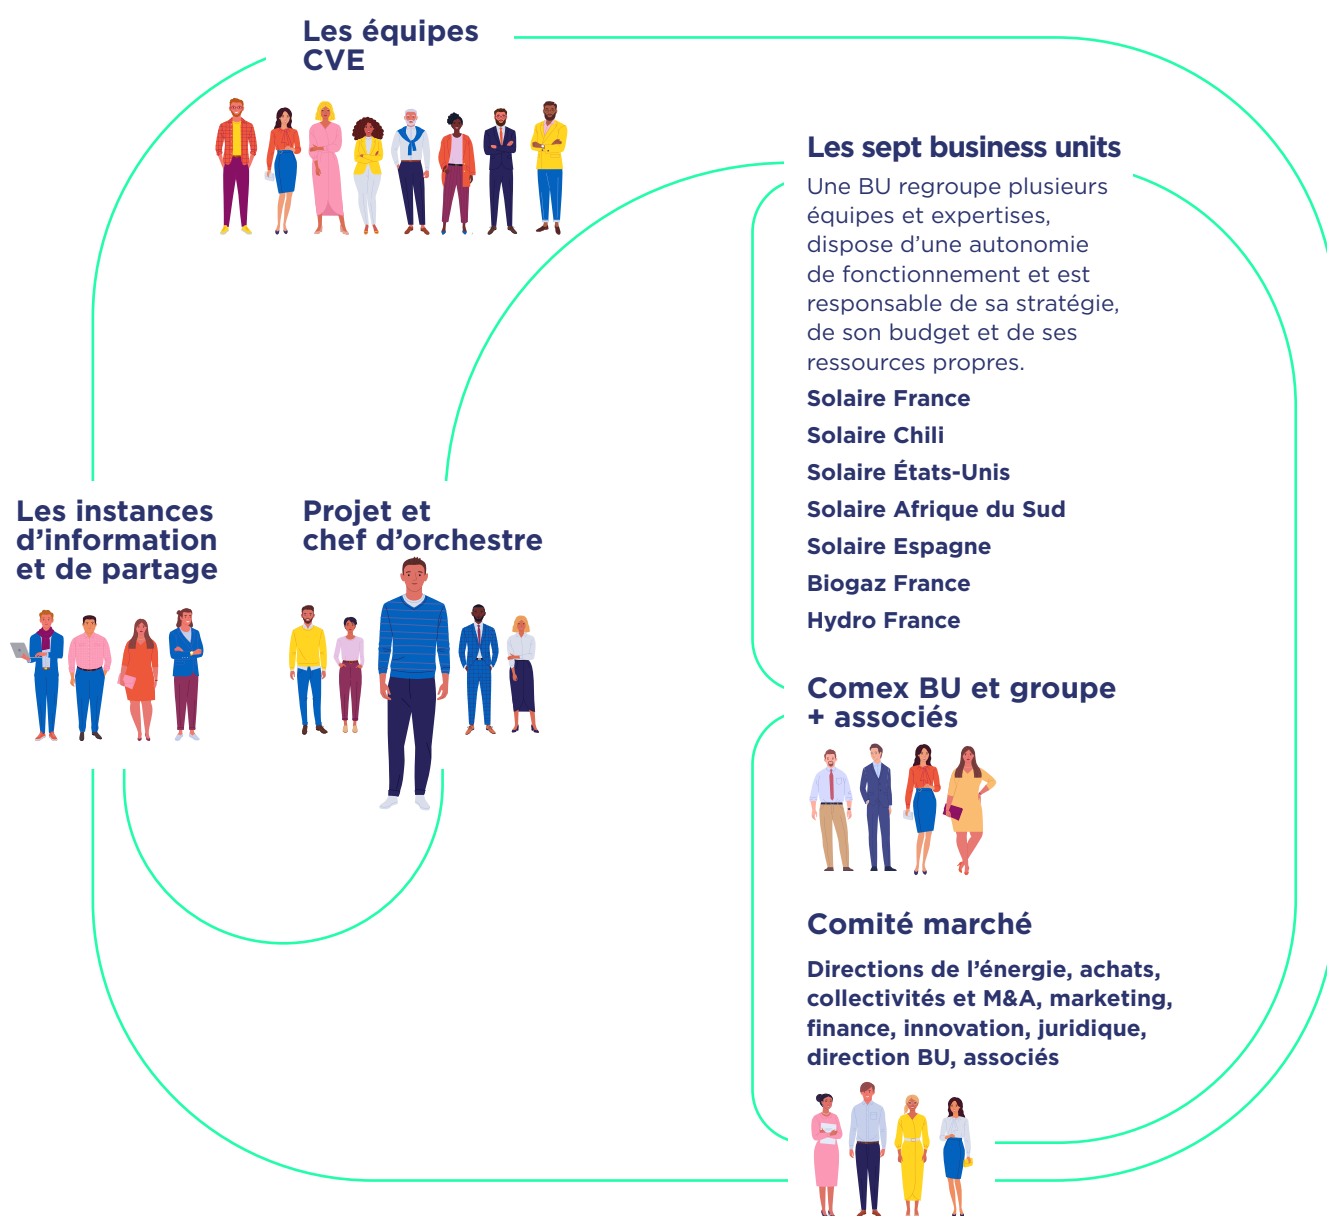 Les équipes
CVE
Les sept business units
Une BU regroupe plusieurs
équipes et expertises,
dispose d’une autonomie
de fonctionnement et est
responsable de sa stratégie,
de son budget et de ses
ressources propres.
Solaire France
Solaire Chili
Solaire États-Unis
Solaire Afrique du Sud
Solaire Espagne
Biogaz France
Hydro France
Les instances
d’information
et de partage
Projet et
chef d’orchestre
Comex BU et groupe
+ associés
Comité marché
Directions de l’énergie, achats,
collectivités et M&A, marketing,
finance, innovation, juridique,
direction BU, associés